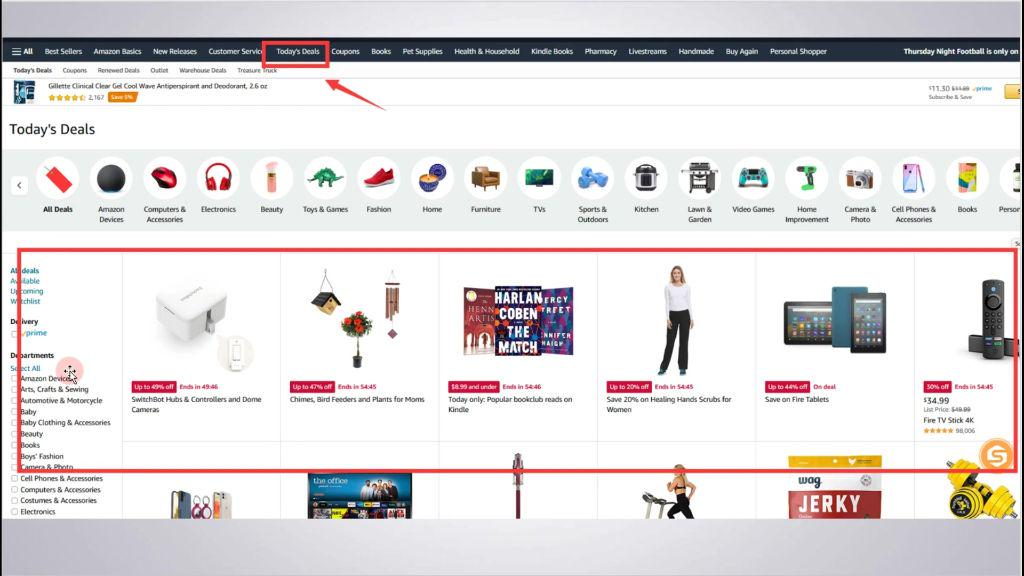 All Best Sellers Amazon Basics New Releases Customer Service Today's Deals Coupons Books Pet Supplies Health & Household Kindle Books Pharmacy Livestreams Handmade Buy Again Personal Shopper Thursday Night Football is only on
Today's Deals Coupons Renewed Deals Outlet Warehouse Deals Treasure Truck
Gillette Clinical Clear Gel Cool Wave Antiperspirant and Deodorant, 2.6 oz
2,167 Save 5%
$11.30 $11.89 prime
Subscribe & Save
Today's Deals
All Deals
Amazon Devices
Computers & Accessories
Electronics
Beauty
Toys & Games
Fashion
Home
Furniture
TVs
Sports & Outdoors
Kitchen
Lawn & Garden
Video Games
Home Improvement
Camera & Photo
Cell Phones & Accessories
Books
Person
All deals
Available
Upcoming
Watchlist
Delivery
prime
Departments
Select All
Amazon Devices
Arts, Crafts & Sewing
Automotive & Motorcycle
Baby
Baby Clothing & Accessories
Beauty
Books
Boys' Fashion
Camera & Photo
Cell Phones & Accessories
Computers & Accessories
Costumes & Accessories
Electronics
Up to 49% off Ends in 49:46
SwitchBot Hubs & Controllers and Dome
Cameras
Up to 47% off Ends in 54:45
Chimes, Bird Feeders and Plants for Moms
HARLAN
COBEN
THE
MATCH
$8.99 and under Ends in 54:46
Today only: Popular bookclub reads on
Kindle
Up to 20% off Ends in 54:45
Save 20% on Healing Hands Scrubs for
Women
Up to 44% off On deal
Save on Fire Tablets
30% off Ends in 54:45
$34.99
List Price: $49.99
Fire TV Stick 4K
98,006
the office
wag
JERKY